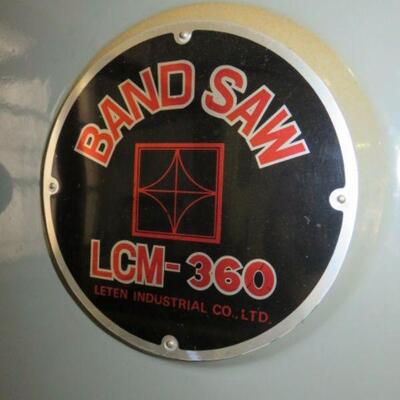 BAND SAW
LCM-360
LETEN INDUSTRIAL CO.,LTD.